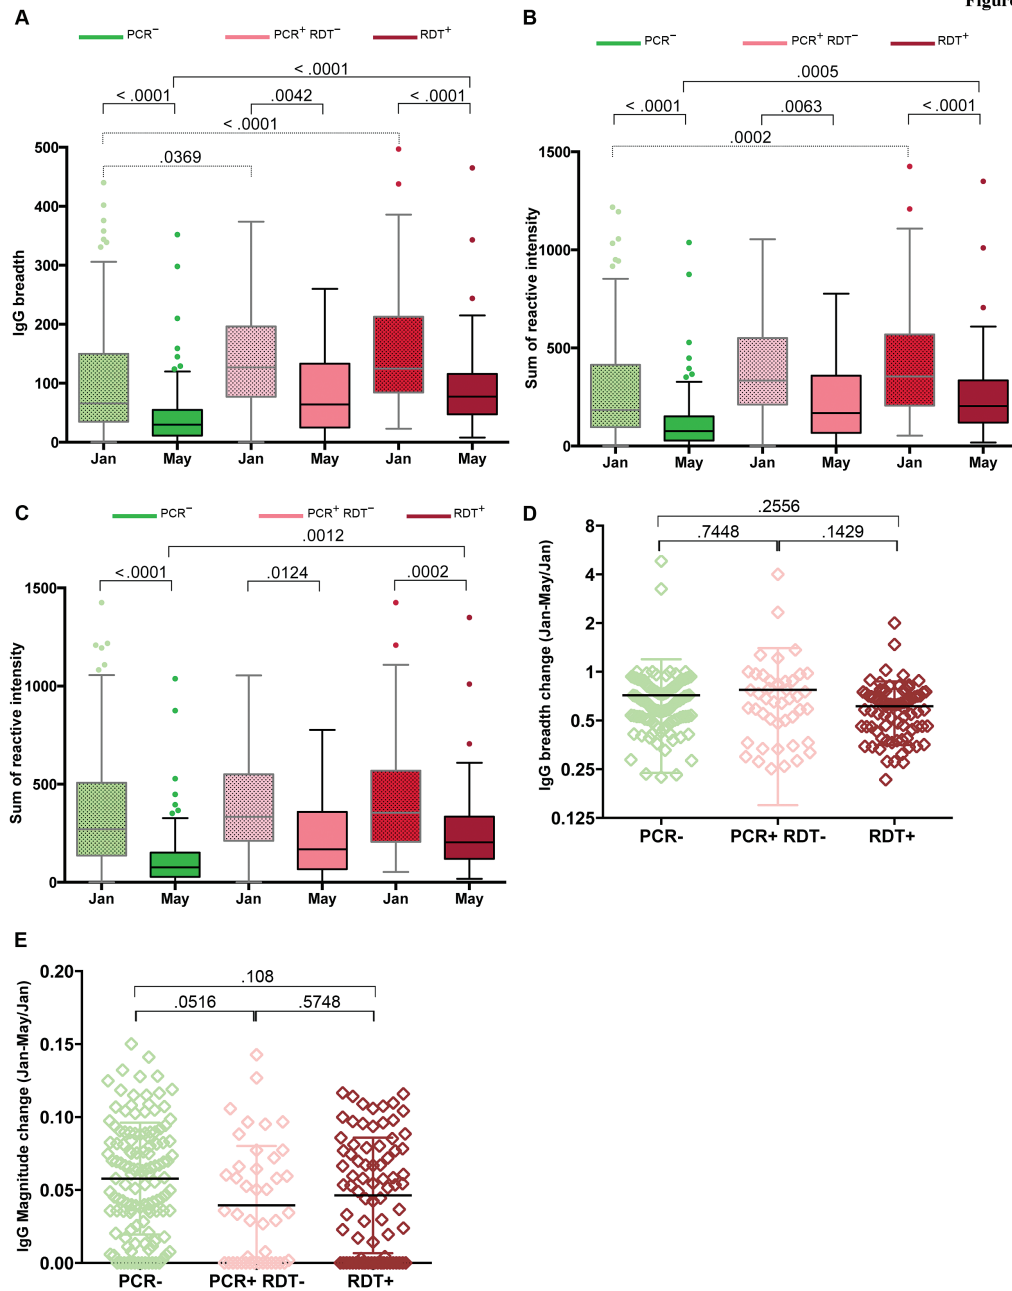 Figure
A
PCR⁻ PCR⁺ RDT⁻ RDT⁺
< .0001
< .0001 .0042 < .0001
< .0001
.0369
IgG breadth
500
400
300
200
100
0
Jan May Jan May Jan May
B
PCR⁻ PCR⁺ RDT⁻ RDT⁺
.0005
< .0001 .0063 < .0001
.0002
Sum of reactive intensity
1500
1000
500
0
Jan May Jan May Jan May
C
PCR⁻ PCR⁺ RDT⁻ RDT⁺
.0012
<.0001 .0124 .0002
Sum of reactive intensity
1500
1000
500
0
Jan May Jan May Jan May
D
.2556
.7448 .1429
IgG breadth change (Jan-May/Jan)
8
4
2
1
0.5
0.25
0.125
PCR- PCR+ RDT- RDT+
E
.108
.0516 .5748
IgG Magnitude change (Jan-May/Jan)
0.20
0.15
0.10
0.05
0.00
PCR- PCR+ RDT- RDT+